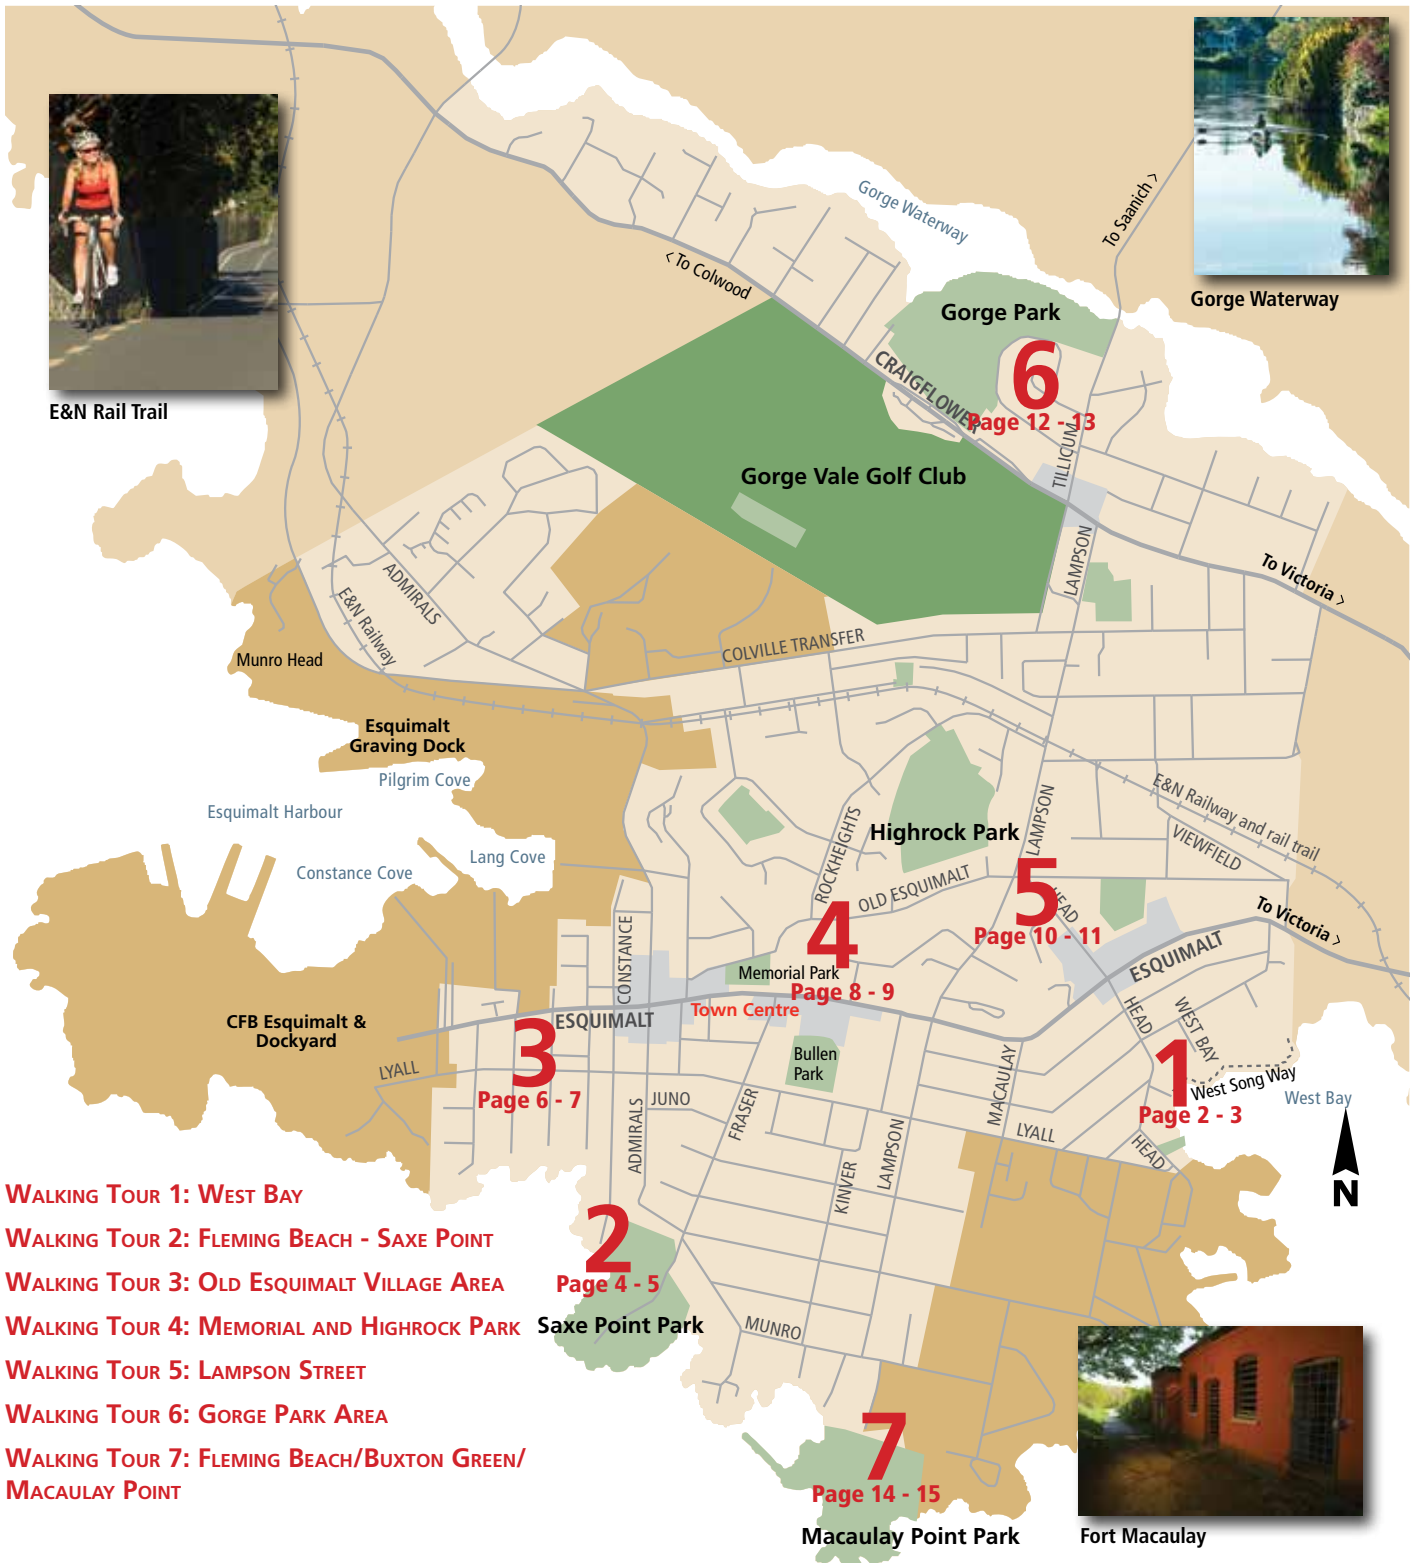 Gorge Waterway
To Saanich >
< To Colwood
Gorge Waterway
E&N Rail Trail
Gorge Park
6
CRAIGFLOWER
Page 12 - 13
TILLICUM
Gorge Vale Golf Club
LAMPSON
To Victoria >
ADMIRALS
E&N Railway
COLVILLE TRANSFER
Munro Head
Esquimalt
Graving Dock
Pilgrim Cove
Esquimalt Harbour
E&N Railway and rail trail
LAMPSON
ROCKHEIGHTS
Highrock Park
VIEWFIELD
Lang Cove
Constance Cove
OLD ESQUIMALT
5
HEAD
Page 10 - 11
To Victoria >
4
CONSTANCE
Memorial Park
Page 8 - 9
ESQUIMALT
Town Centre
ESQUIMALT
CFB Esquimalt &
Dockyard
HEAD
WEST BAY
3
Page 6 - 7
LYALL
Bullen
Park
MACAULAY
1
West Song Way
West Bay
Page 2 - 3
JUNO
ADMIRALS
FRASER
LAMPSON
LYALL
HEAD
KINVER
N
2
Page 4 - 5
Saxe Point Park
MUNRO
7
Page 14 - 15
Macaulay Point Park
Fort Macaulay
WALKING TOUR 1: WEST BAY
WALKING TOUR 2: FLEMING BEACH - SAXE POINT
WALKING TOUR 3: OLD ESQUIMALT VILLAGE AREA
WALKING TOUR 4: MEMORIAL AND HIGHROCK PARK
WALKING TOUR 5: LAMPSON STREET
WALKING TOUR 6: GORGE PARK AREA
WALKING TOUR 7: FLEMING BEACH/BUXTON GREEN/
MACAULAY POINT